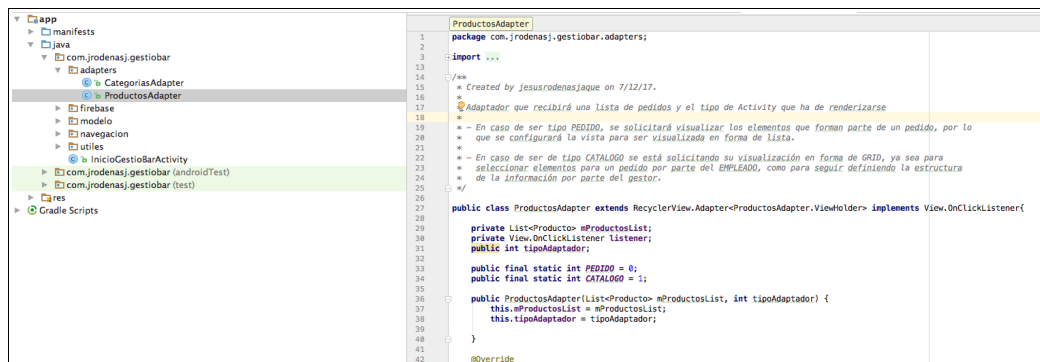 app
manifests
java
com.jrodenasj.gestiobar
adapters
CategoriasAdapter
ProductosAdapter
firebase
modelo
navegacion
utiles
InicioGestioBarActivity
com.jrodenasj.gestiobar (androidTest)
com.jrodenasj.gestiobar (test)
res
Gradle Scripts
ProductosAdapter
1 package com.jrodenasj.gestiobar.adapters;
2
3 import ...
13
14 /**
15 * Created by jesusrodenasjaque on 7/12/17.
16 *
17 * Adaptador que recibirá una lista de pedidos y el tipo de Activity que ha de renderizarse
18 *
19 * - En caso de ser tipo PEDIDO, se solicitará visualizar los elementos que forman parte de un pedido, por lo
20 * que se configurará la vista para ser visualizada en forma de lista.
21 *
22 * - En caso de ser de tipo CATALOGO se está solicitando su visualización en forma de GRID, ya sea para
23 * seleccionar elementos para un pedido por parte del EMPLEADO, como para seguir definiendo la estructura
24 * de la información por parte del gestor.
25 */
26
27 public class ProductosAdapter extends RecyclerView.Adapter<ProductosAdapter.ViewHolder> implements View.OnClickListener{
28
29 private List<Producto> mProductosList;
30 private View.OnClickListener listener;
31 public int tipoAdaptador;
32
33 public final static int PEDIDO = 0;
34 public final static int CATALOGO = 1;
35
36 public ProductosAdapter(List<Producto> mProductosList, int tipoAdaptador) {
37 this.mProductosList = mProductosList;
38 this.tipoAdaptador = tipoAdaptador;
39
40 }
41
42 @Override